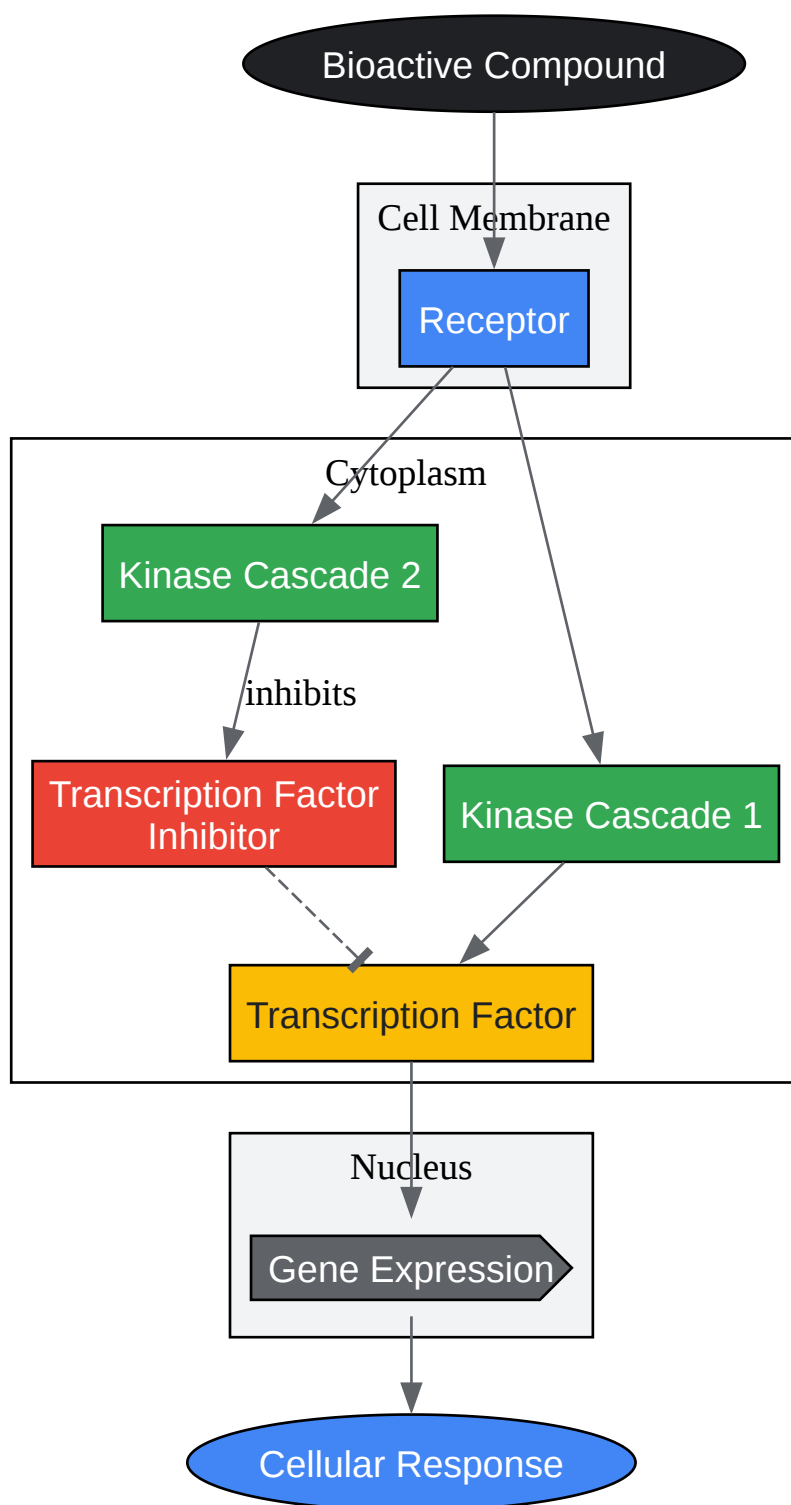 Bioactive Compound
Cell Membrane
Receptor
Cytoplasm
Kinase Cascade 2
inhibits
Transcription Factor
Inhibitor
Kinase Cascade 1
Transcription Factor
Nucleus
Gene Expression
Cellular Response